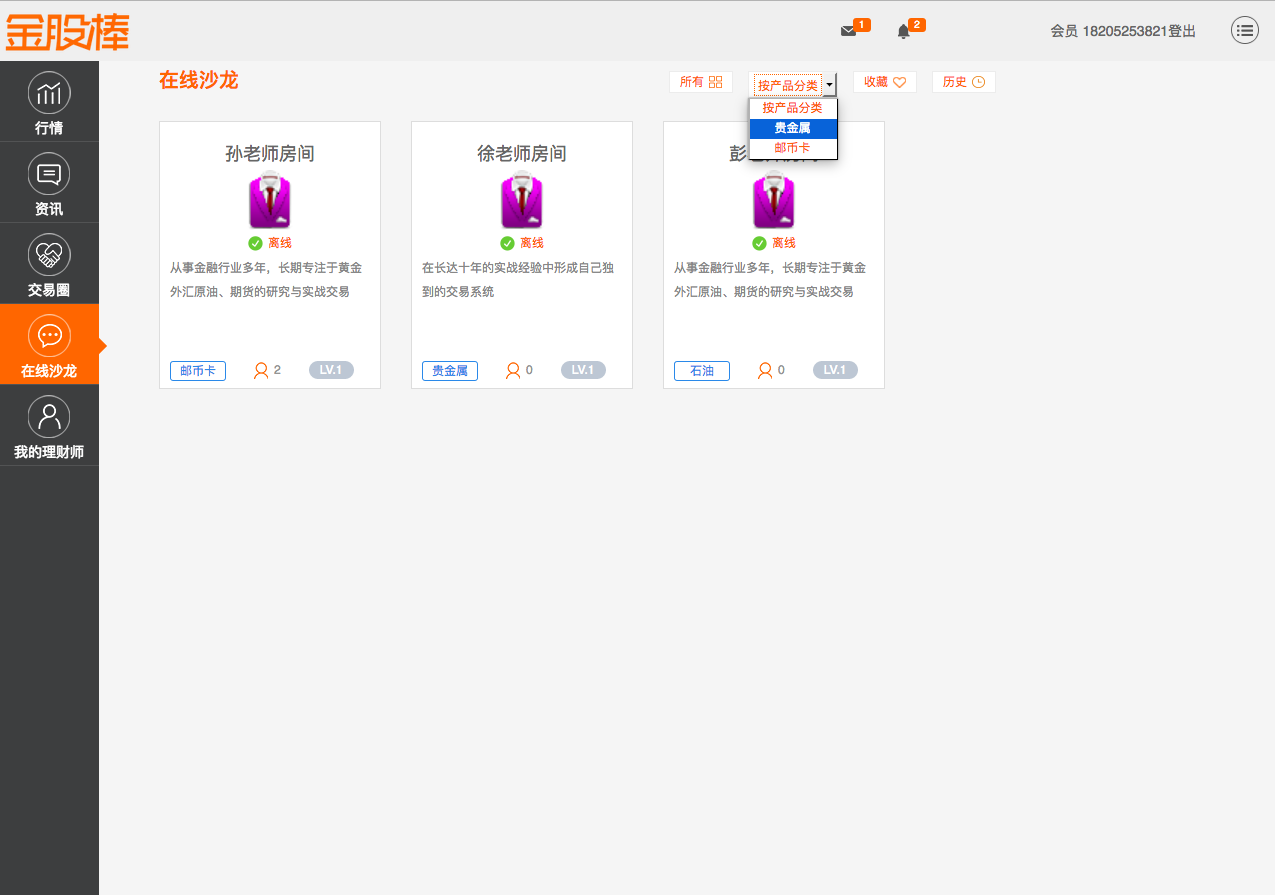 金股棒
1
2
会员 18205253821登出
行情
资讯
交易圈
在线沙龙
我的理财师
在线沙龙
所有
按产品分类
收藏
历史
按产品分类
贵金属
邮币卡
孙老师房间
离线
从事金融行业多年，长期专注于黄金
外汇原油、期货的研究与实战交易
邮币卡
2
LV.1
徐老师房间
离线
在长达十年的实战经验中形成自己独
到的交易系统
贵金属
0
LV.1
彭
离线
从事金融行业多年，长期专注于黄金
外汇原油、期货的研究与实战交易
石油
0
LV.1